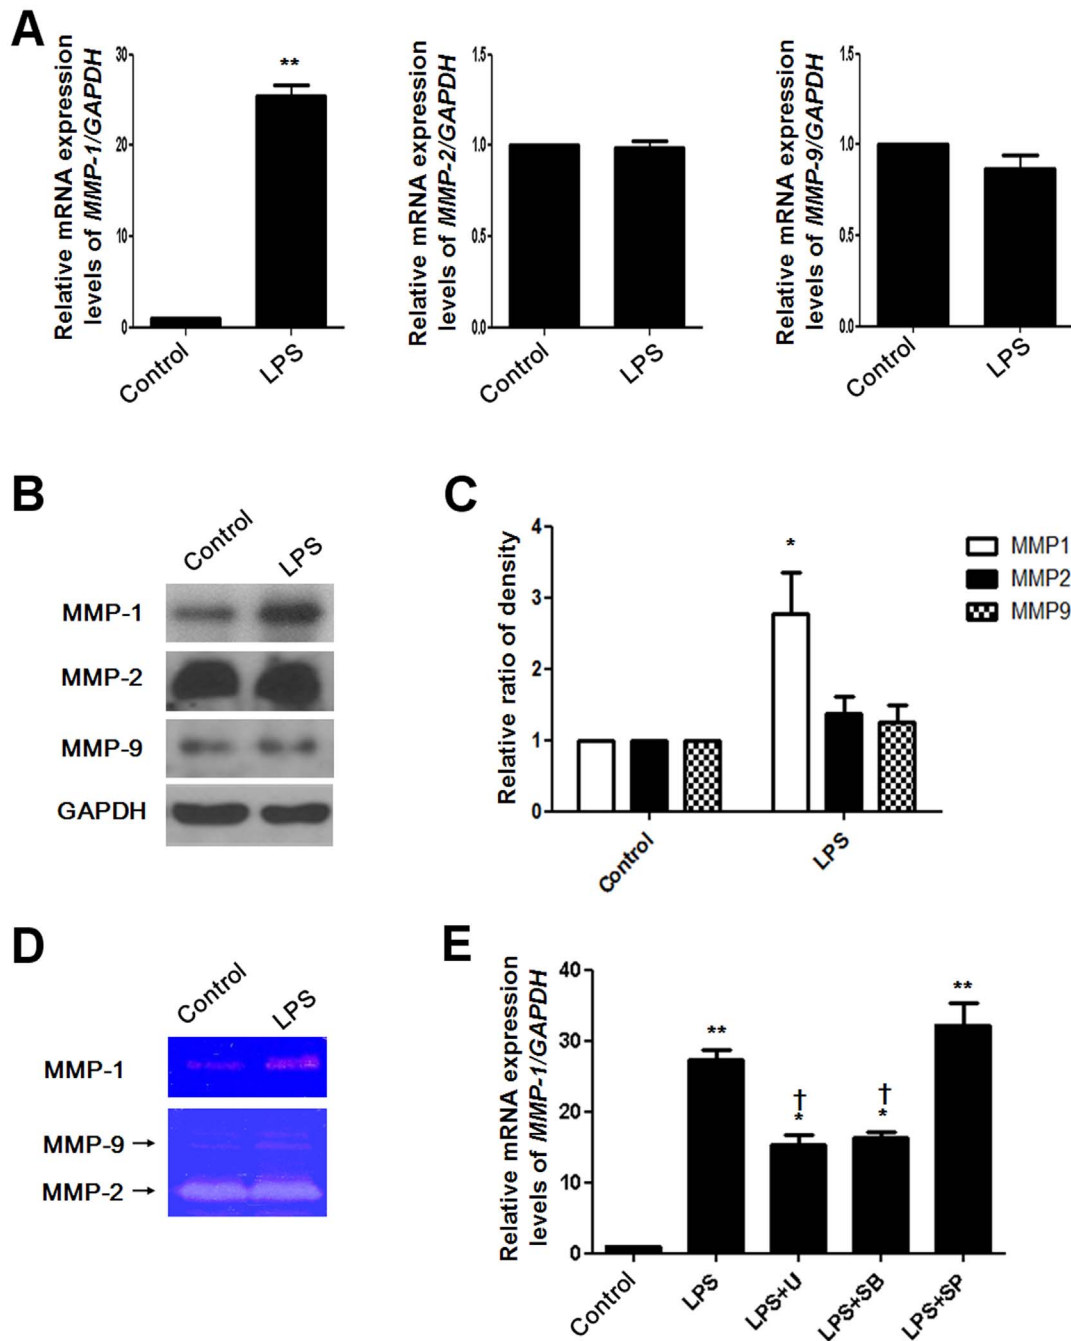 A
Relative mRNA expression
levels of MMP-1/GAPDH
30
20
10
0
**
Control
LPS
Relative mRNA expression
levels of MMP-2/GAPDH
1.5
1.0
0.5
0.0
Control
LPS
Relative mRNA expression
levels of MMP-9/GAPDH
1.5
1.0
0.5
0.0
Control
LPS
B
Control
LPS
MMP-1
MMP-2
MMP-9
GAPDH
C
Relative ratio of density
4
3
2
1
0
*
MMP1
MMP2
MMP9
Control
LPS
D
Control
LPS
MMP-1
MMP-9
MMP-2
E
Relative mRNA expression
levels of MMP-1/GAPDH
40
30
20
10
0
**
†
*
†
*
**
Control
LPS
LPS+U
LPS+SB
LPS+SP